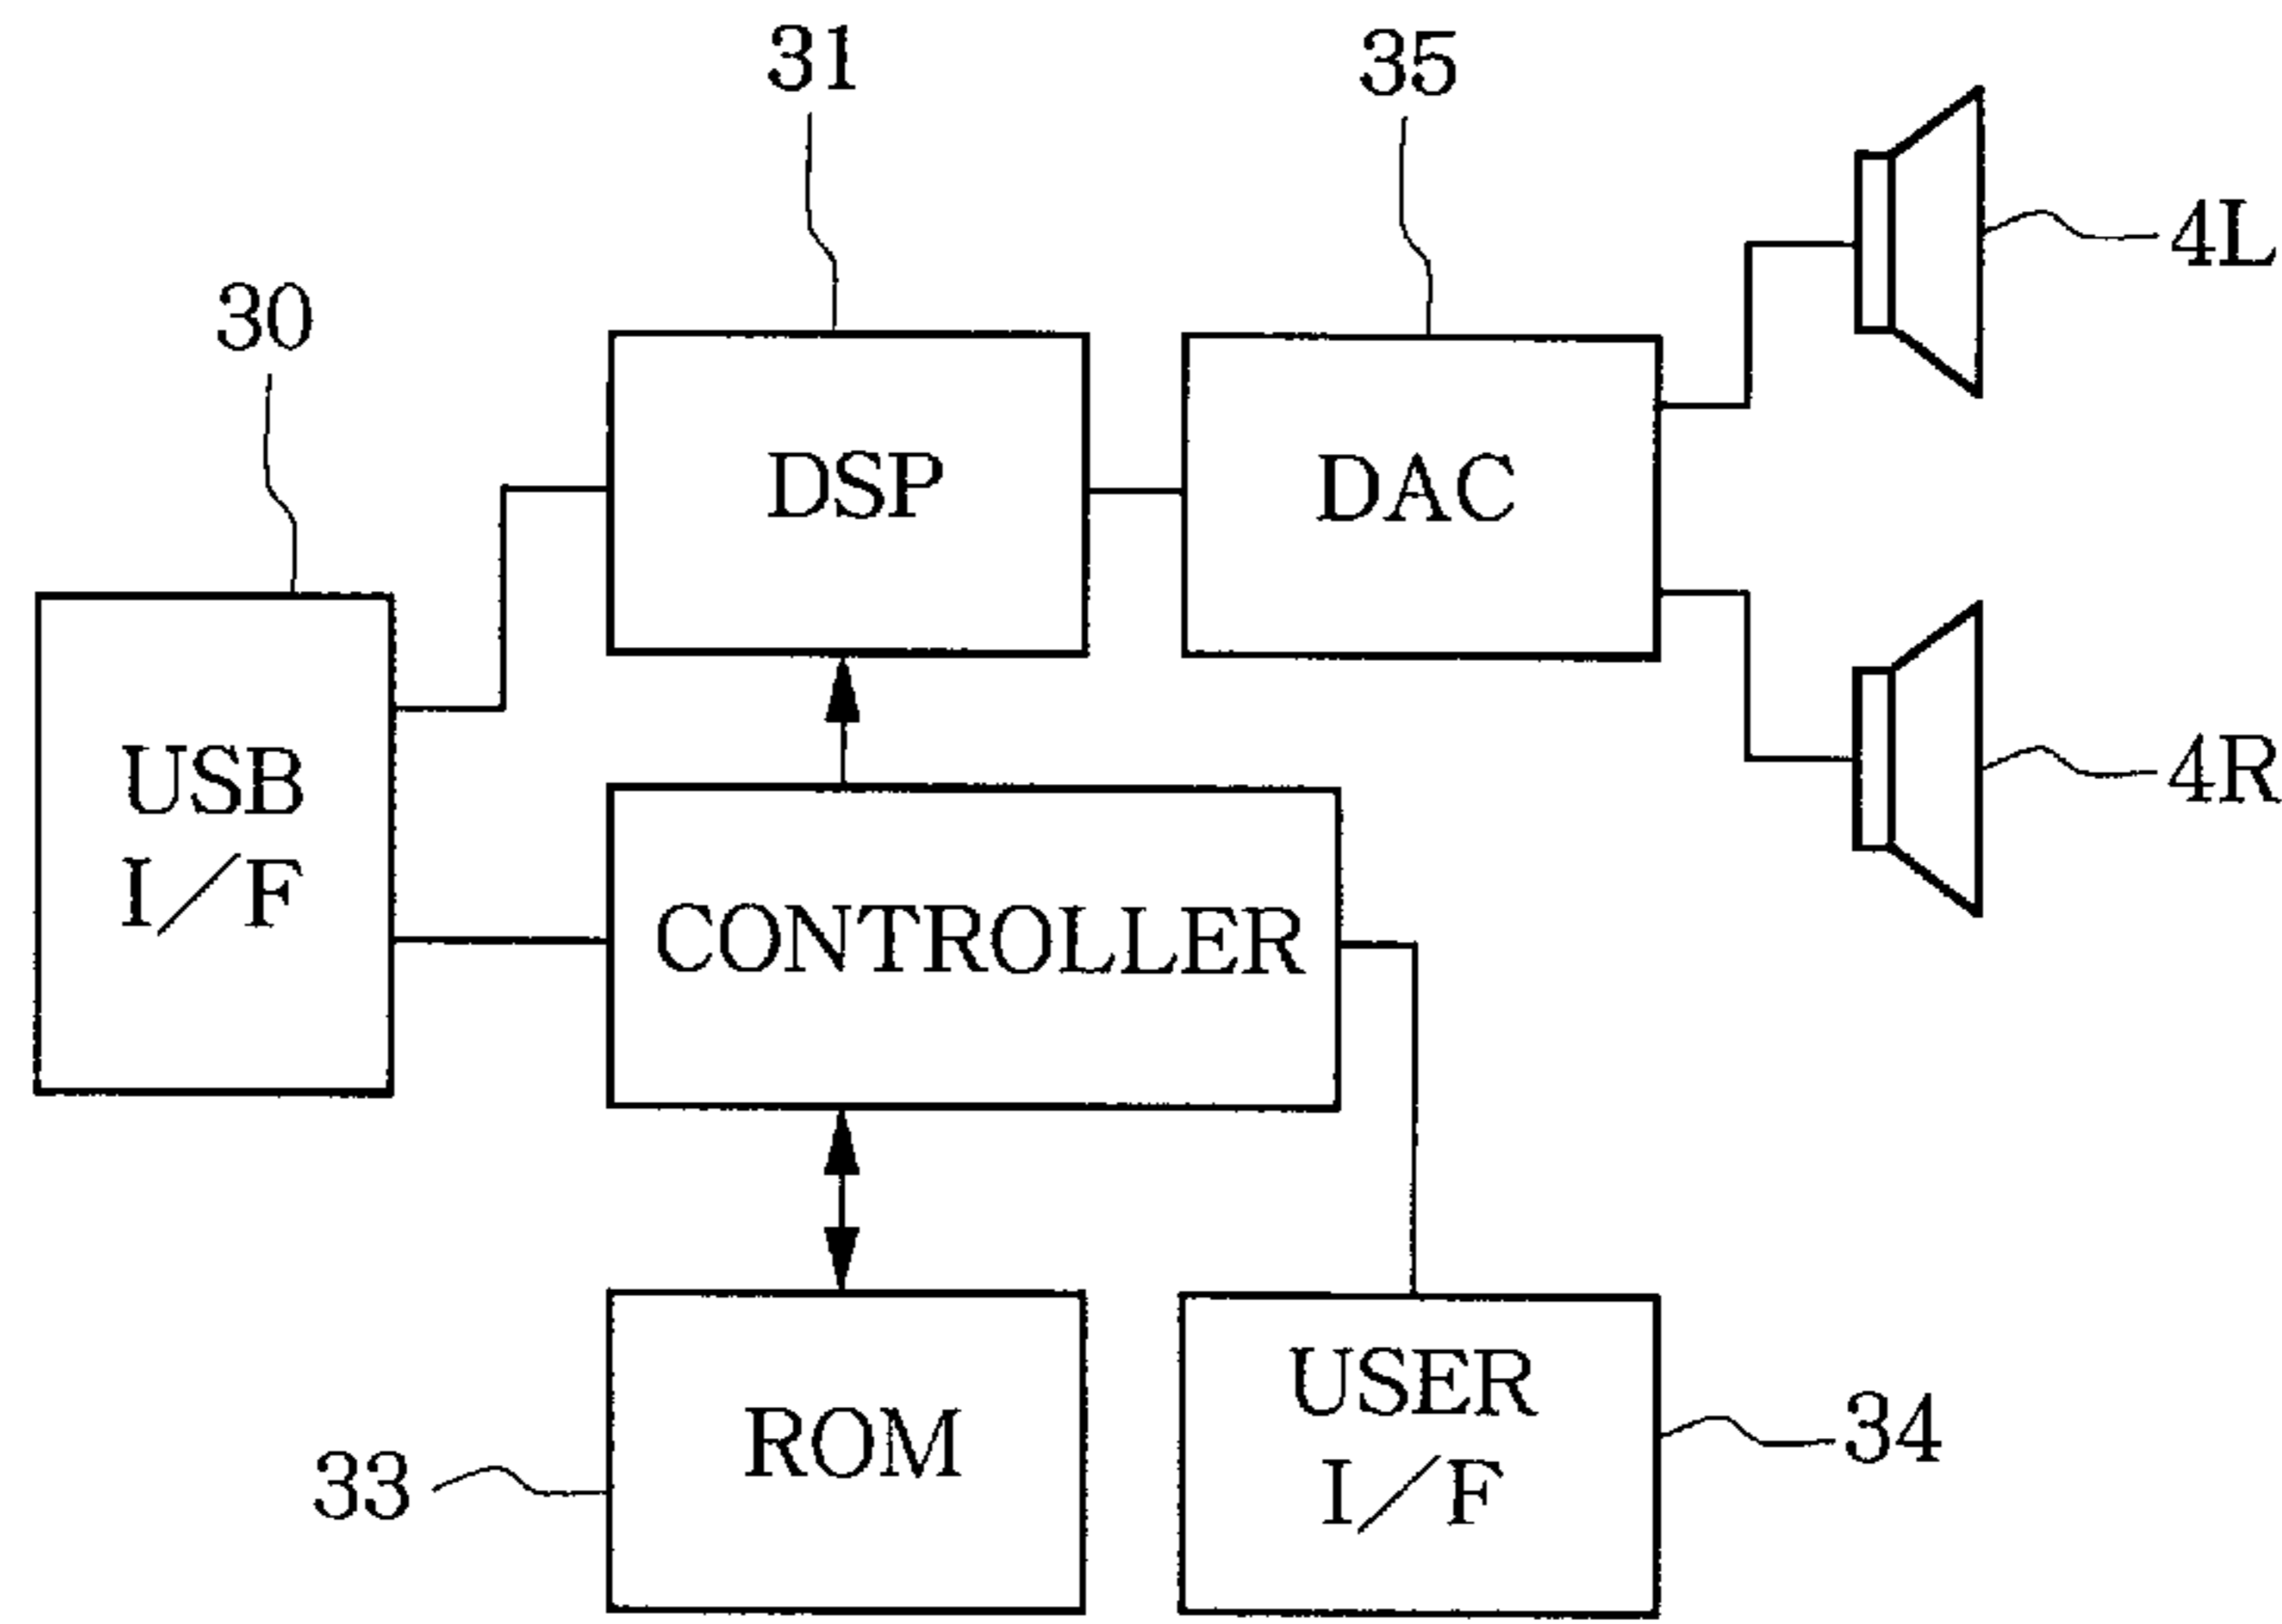 31
35
4L
30
DSP
DAC
USB
I/F
4R
CONTROLLER
ROM
33
USER
I/F
34